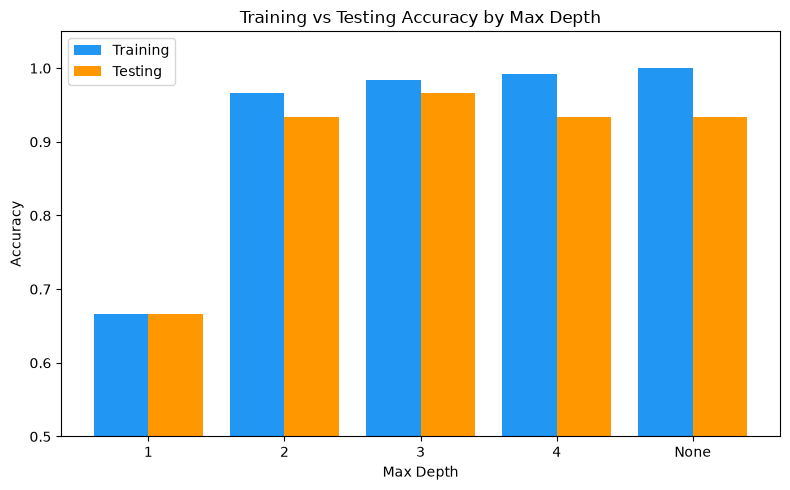 Training vs Testing Accuracy by Max Depth
Training
Testing
Accuracy
1.0
0.9
0.8
0.7
0.6
0.5
1 2 3 4 None
Max Depth